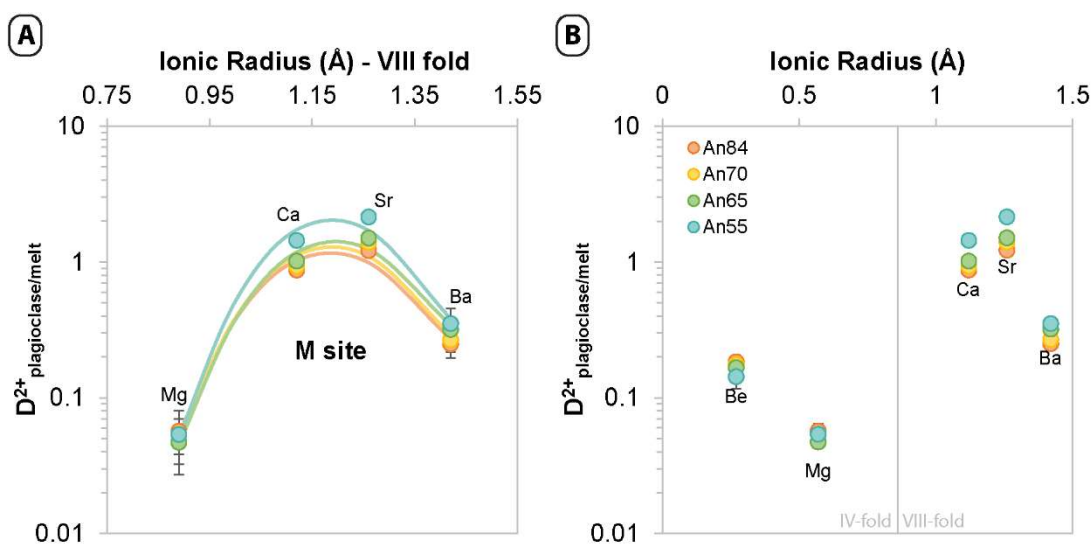 A
Ionic Radius (Å) - VIII fold
0.75 0.95 1.15 1.35 1.55
10
1
0.1
0.01
D2+plagioclase/melt
Mg
Ca
Sr
Ba
M site
B
Ionic Radius (Å)
0 0.5 1 1.5
10
1
0.1
0.01
D2+plagioclase/melt
An84
An70
An65
An55
Be
Mg
Ca
Sr
Ba
IV-fold VIII-fold